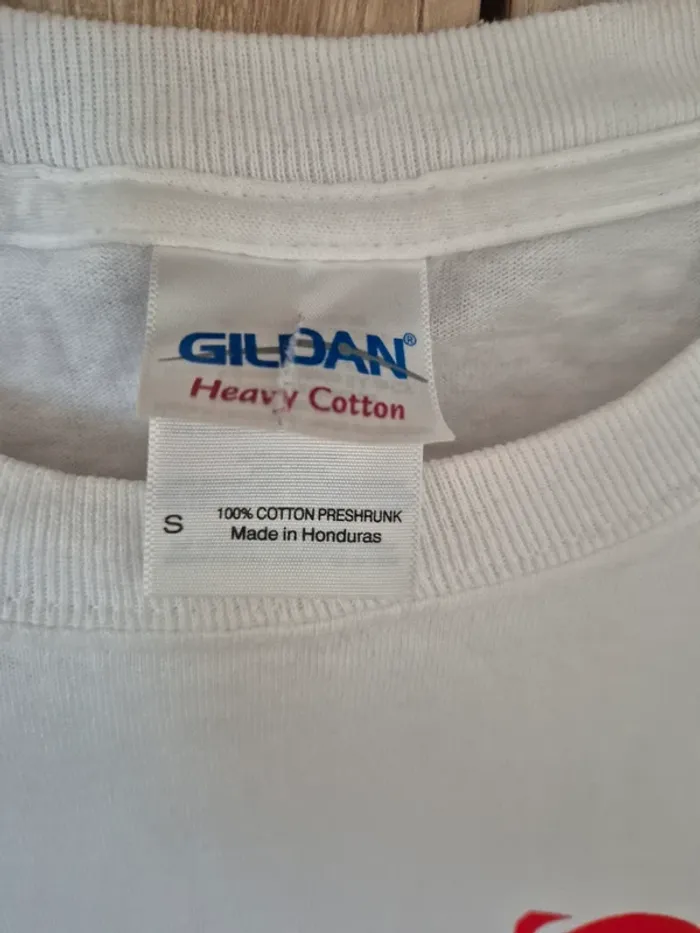 GILDAN®
Heavy Cotton
S
100% COTTON PRESHRUNK
Made in Honduras